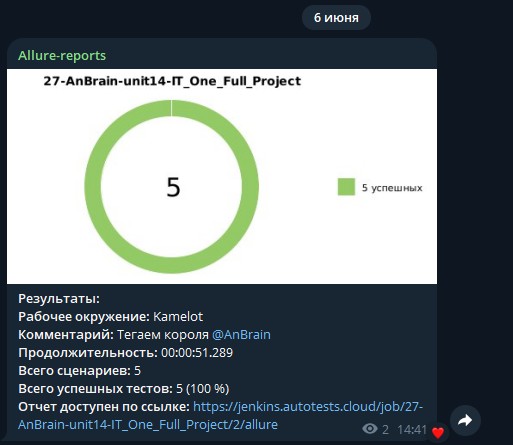 6 июня
Allure-reports
27-AnBrain-unit14-IT_One_Full_Project
5
5 успешных
Результаты:
Рабочее окружение: Kamelot
Комментарий: Тегаем короля @AnBrain
Продолжительность: 00:00:51.289
Всего сценариев: 5
Всего успешных тестов: 5 (100 %)
Отчет доступен по ссылке: https://jenkins.autotests.cloud/job/27-
AnBrain-unit14-IT_One_Full_Project/2/allure
2 14:41